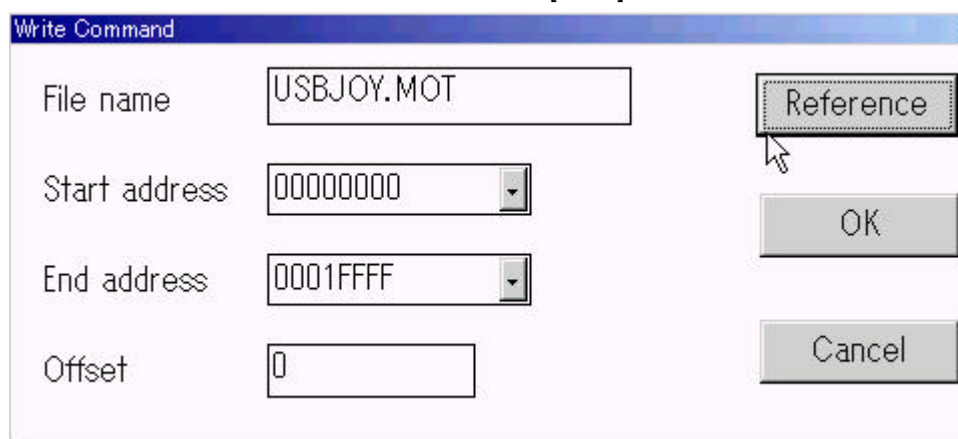 Write Command
File name USBJOY.MOT
Reference
Start address 00000000
OK
End address 0001FFFF
Cancel
Offset 0